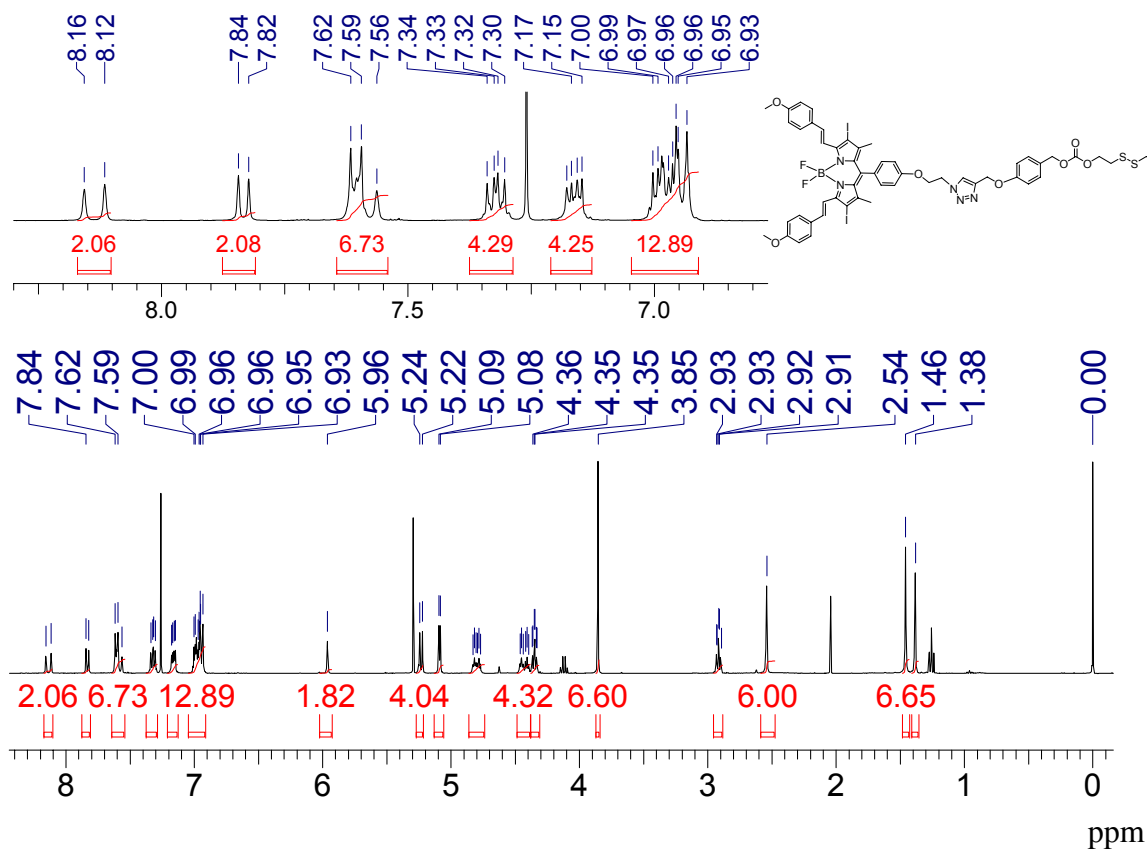 8.16 8.12 7.84 7.82 7.62 7.59 7.56 7.34 7.33 7.32 7.30 7.17 7.15 7.00 6.99 6.97 6.96 6.96 6.95 6.93
O I
F B N
F N O N O O O O S S
N N
O I
2.06 2.08 6.73 4.29 4.25 12.89
8.0 7.5 7.0
7.84 7.62 7.59 7.00 6.99 6.96 6.96 6.95 6.93 5.96 5.24 5.22 5.09 5.08 4.36 4.35 4.35 3.85 2.93 2.93 2.92 2.91 2.54 1.46 1.38 0.00
2.06 6.73 12.89 1.82 4.04 4.32 6.60 6.00 6.65
8 7 6 5 4 3 2 1 0
ppm